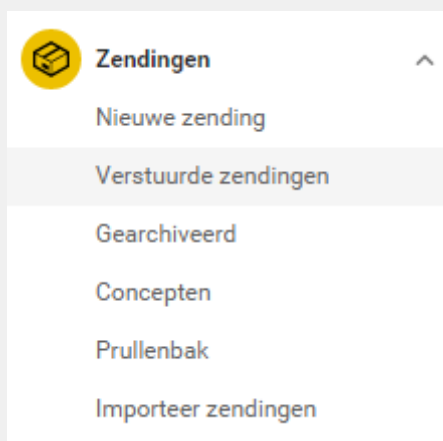 Zendingen
Nieuwe zending
Verstuurde zendingen
Gearchiveerd
Concepten
Prullenbak
Importeer zendingen